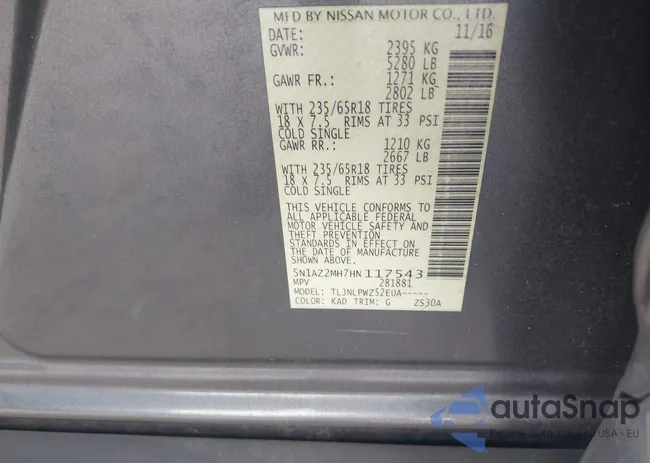 MFD BY NISSAN MOTOR CO., LTD.
DATE: 11/16
GVWR: 2395 KG
5280 LB
GAWR FR.: 1271 KG
2802 LB
WITH 235/65R18 TIRES
18 X 7.5 RIMS AT 33 PSI
COLD SINGLE
GAWR RR.: 1210 KG
2667 LB
WITH 235/65R18 TIRES
18 X 7.5 RIMS AT 33 PSI
COLD SINGLE
THIS VEHICLE CONFORMS TO
ALL APPLICABLE FEDERAL
MOTOR VEHICLE SAFETY AND
THEFT PREVENTION
STANDARDS IN EFFECT ON
THE DATE OF MANUFACTURE
SHOWN ABOVE.
5N1AZ2MH7HN117543
MPV 281881
MODEL: TLJNLPWZ52EUA-----
COLOR: KAD TRIM: G ZS30A
autoSnap
USA - EU